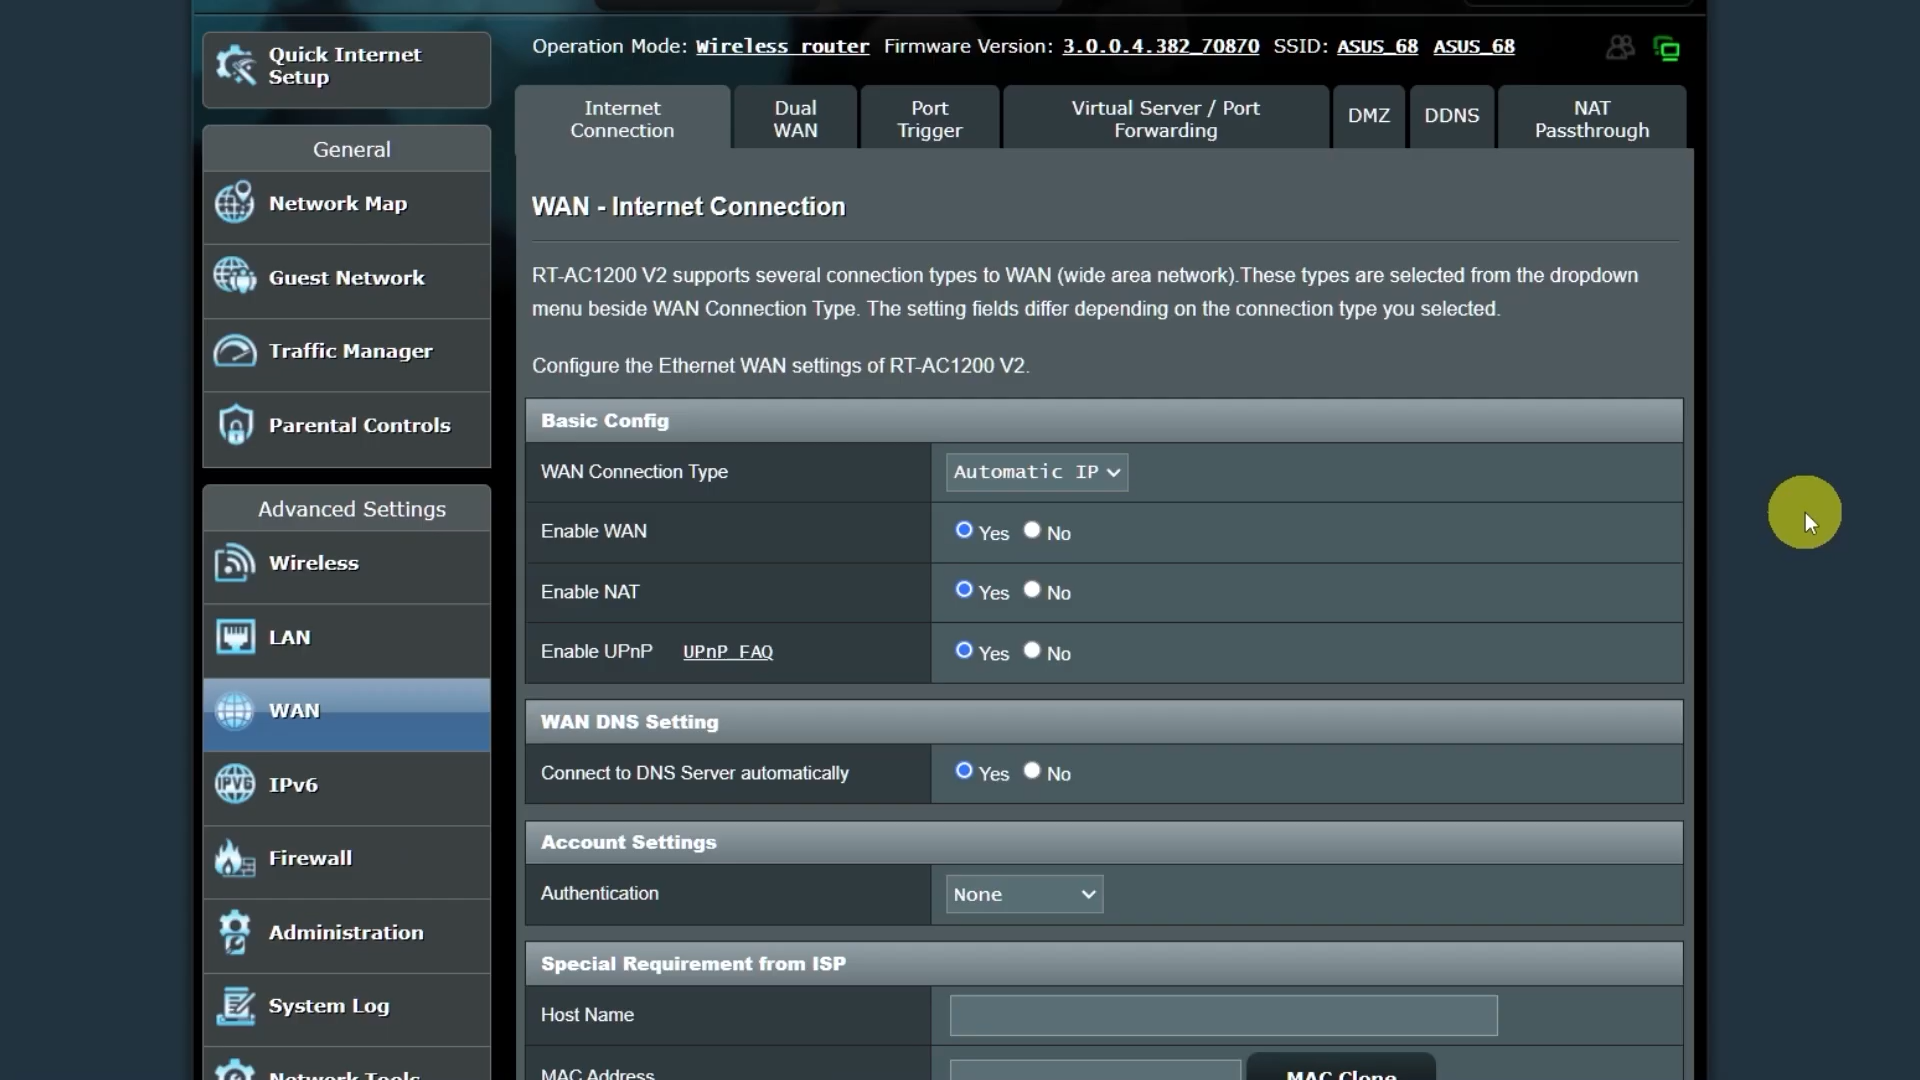 Quick Internet
Setup
General
Network Map
Guest Network
Traffic Manager
Parental Controls
Advanced Settings
Wireless
LAN
WAN
IPv6
Firewall
Administration
System Log
Network Tools
Operation Mode: Wireless router Firmware Version: 3.0.0.4.382_70870 SSID: ASUS_68 ASUS_68
Internet
Connection
Dual
WAN
Port
Trigger
Virtual Server / Port
Forwarding
DMZ
DDNS
NAT
Passthrough
WAN - Internet Connection
RT-AC1200 V2 supports several connection types to WAN (wide area network).These types are selected from the dropdown
menu beside WAN Connection Type. The setting fields differ depending on the connection type you selected.
Configure the Ethernet WAN settings of RT-AC1200 V2.
Basic Config
WAN Connection Type Automatic IP
Enable WAN Yes No
Enable NAT Yes No
Enable UPnP UPnP FAQ Yes No
WAN DNS Setting
Connect to DNS Server automatically Yes No
Account Settings
Authentication None
Special Requirement from ISP
Host Name
MAC Address MAC Clone